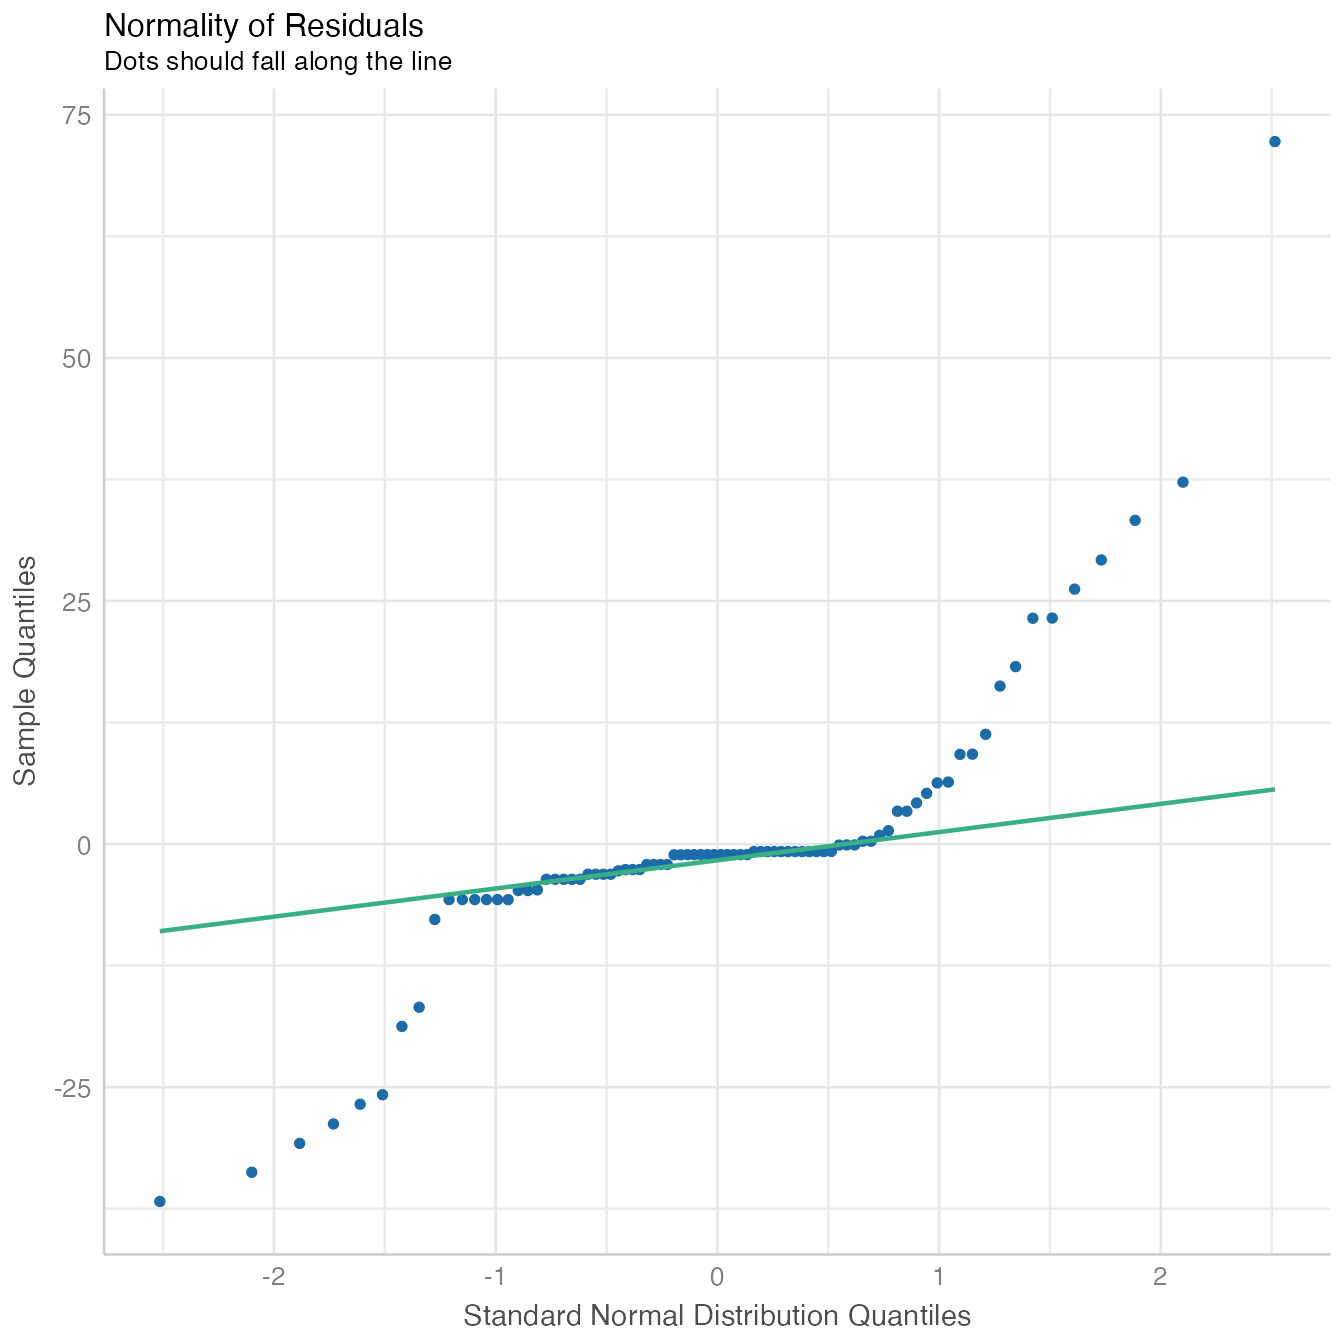 Normality of Residuals
Dots should fall along the line
75
50
25
0
-25
Sample Quantiles
-2
-1
0
1
2
Standard Normal Distribution Quantiles